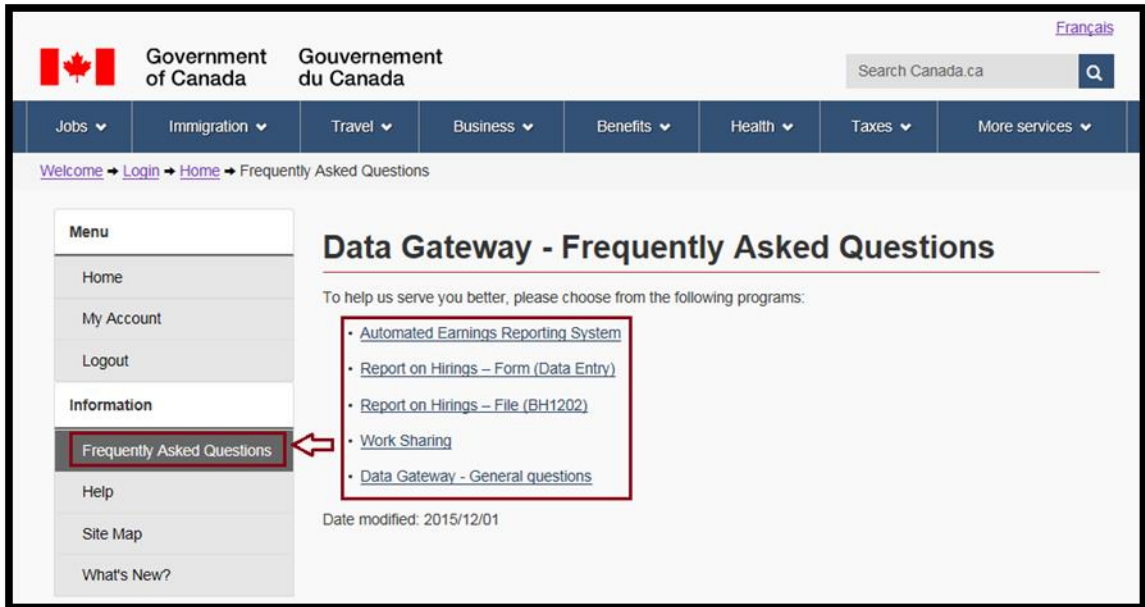 Français
Government of Canada
Gouvernement du Canada
Search Canada.ca
Jobs Immigration Travel Business Benefits Health Taxes More services
Welcome → Login → Home → Frequently Asked Questions
Menu
Home
My Account
Logout
Information
Frequently Asked Questions
Help
Site Map
What's New?
Data Gateway - Frequently Asked Questions
To help us serve you better, please choose from the following programs:
• Automated Earnings Reporting System
• Report on Hirings – Form (Data Entry)
• Report on Hirings – File (BH1202)
• Work Sharing
• Data Gateway - General questions
Date modified: 2015/12/01